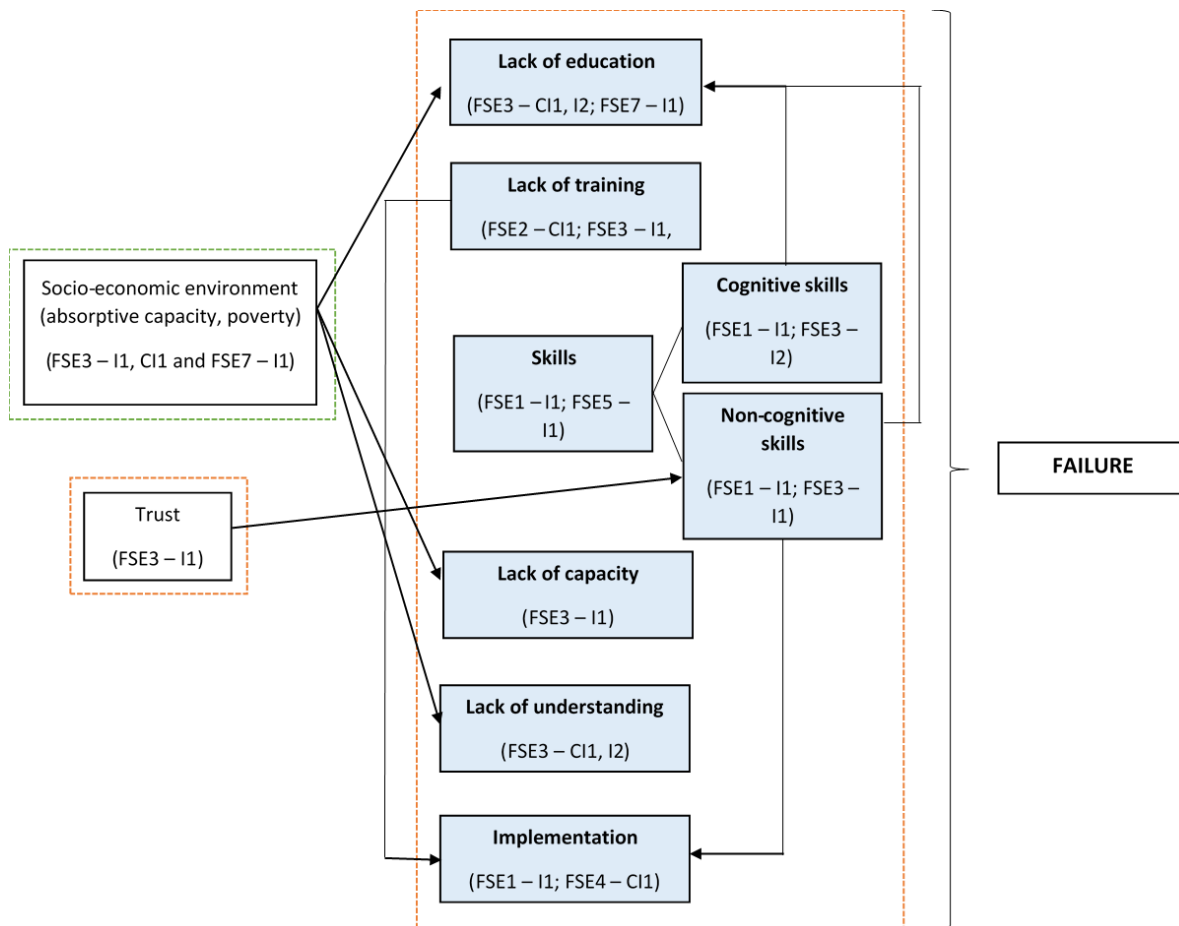 Lack of education
(FSE3 – CI1, I2; FSE7 – I1)
Lack of training
(FSE2 – CI1; FSE3 – I1,
Socio-economic environment
(absorptive capacity, poverty)
(FSE3 – I1, CI1 and FSE7 – I1)
Cognitive skills
(FSE1 – I1; FSE3 –
I2)
Skills
(FSE1 – I1; FSE5 –
I1)
Non-cognitive
skills
(FSE1 – I1; FSE3 –
I1)
FAILURE
Trust
(FSE3 – I1)
Lack of capacity
(FSE3 – I1)
Lack of understanding
(FSE3 – CI1, I2)
Implementation
(FSE1 – I1; FSE4 – CI1)